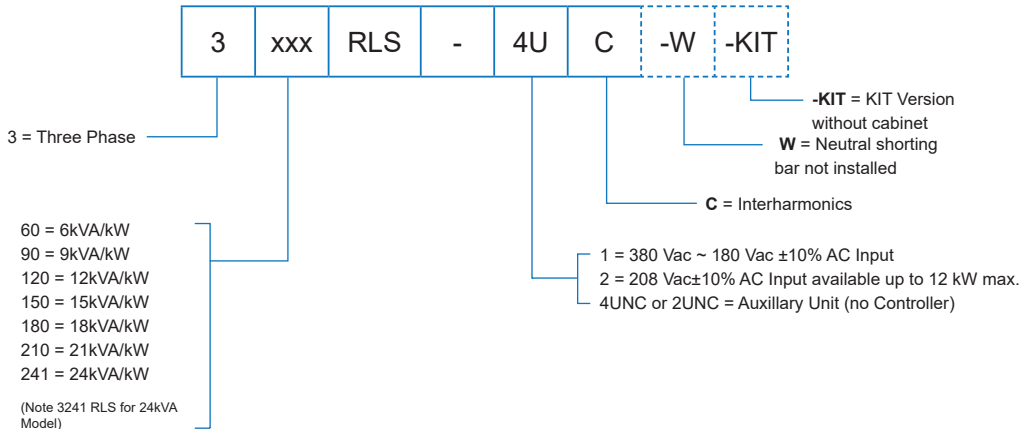 3 xxx RLS - 4U C -W -KIT
-KIT = KIT Version
without cabinet
3 = Three Phase
W = Neutral shorting
bar not installed
C = Interharmonics
60 = 6kVA/kW
90 = 9kVA/kW
120 = 12kVA/kW
150 = 15kVA/kW
180 = 18kVA/kW
210 = 21kVA/kW
241 = 24kVA/kW
(Note 3241 RLS for 24kVA
Model)
1 = 380 Vac ~ 180 Vac ±10% AC Input
2 = 208 Vac±10% AC Input available up to 12 kW max.
4UNC or 2UNC = Auxillary Unit (no Controller)